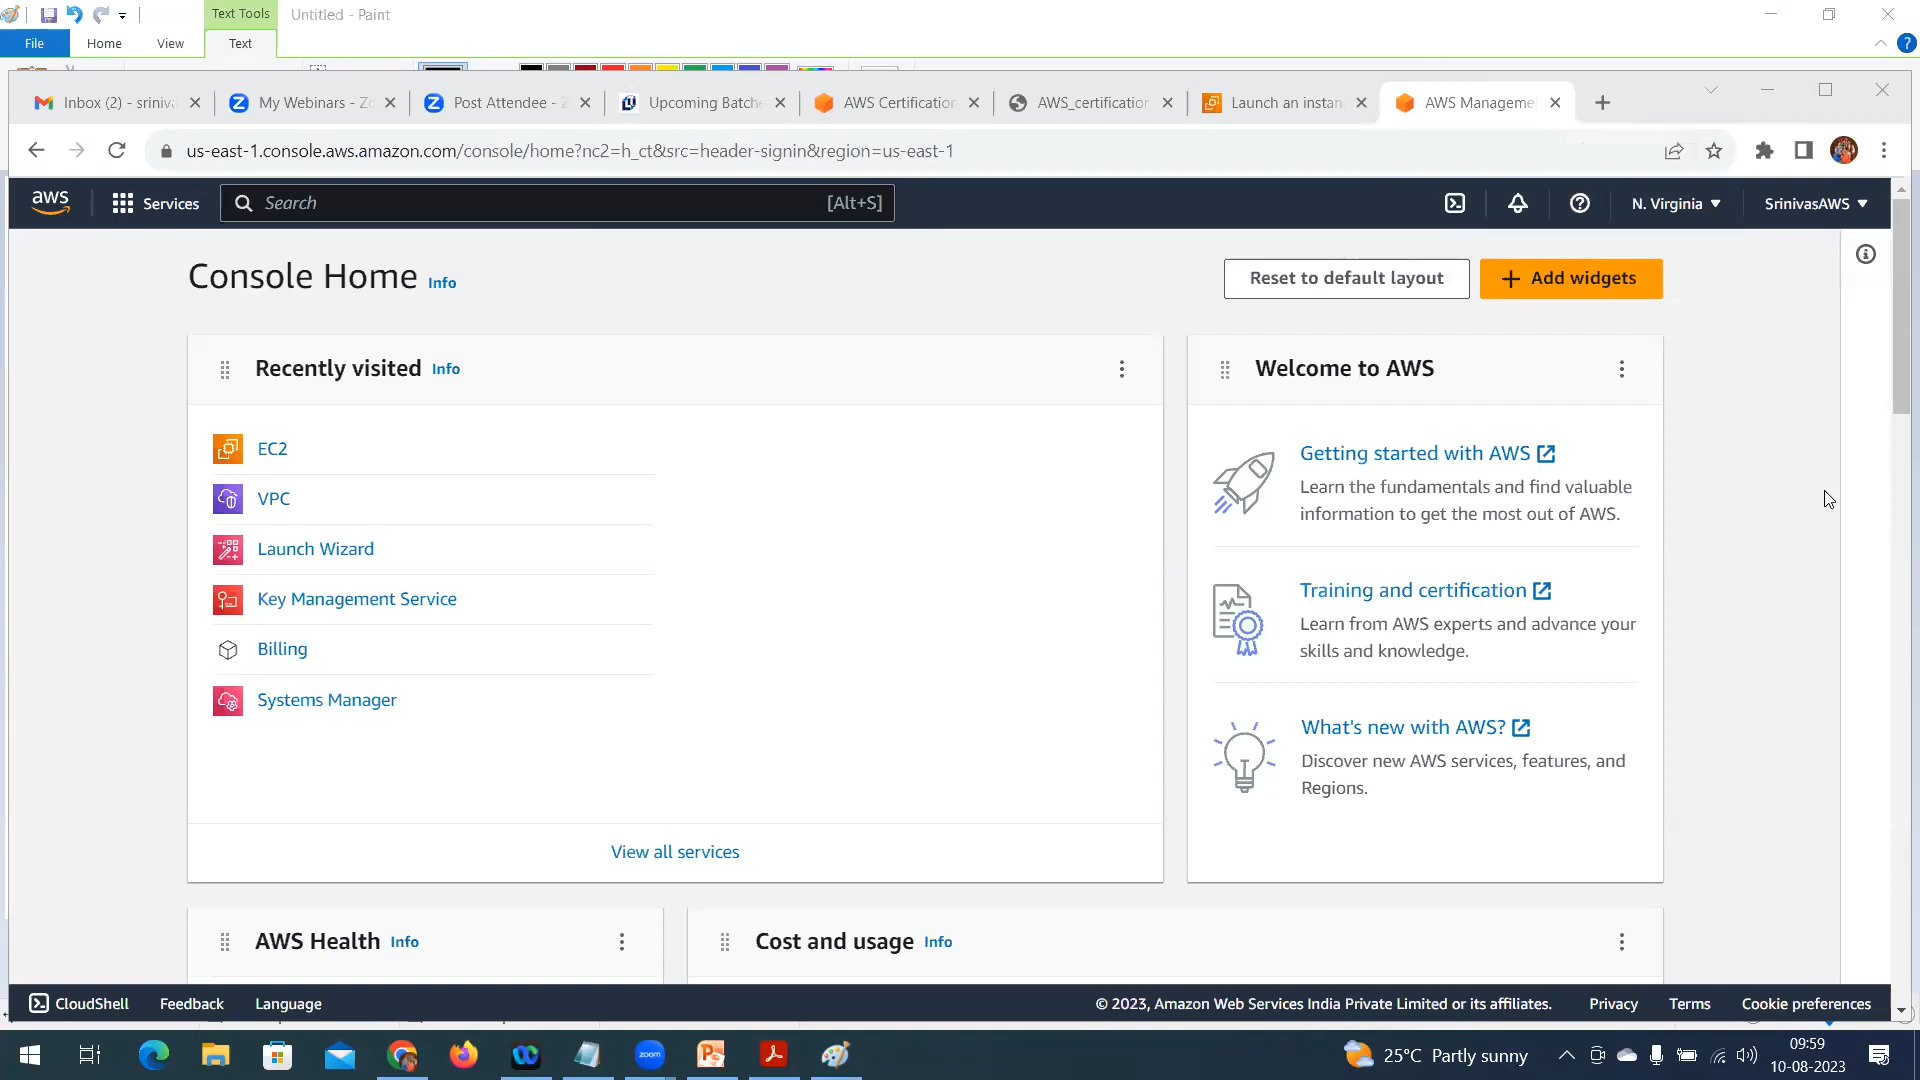 Text Tools
Untitled - Paint
File
Home
View
Text
Inbox (2) - sriniva
My Webinars - Zo
Post Attendee - Z
Upcoming Batche
AWS Certification
AWS_certification
Launch an instan
AWS Manageme
us-east-1.console.aws.amazon.com/console/home?nc2=h_ct&src=header-signin&region=us-east-1
aws
Services
Search
[Alt+S]
N. Virginia
SrinivasAWS
Console Home Info
Reset to default layout
Add widgets
Recently visited Info
EC2
VPC
Launch Wizard
Key Management Service
Billing
Systems Manager
View all services
Welcome to AWS
Getting started with AWS
Learn the fundamentals and find valuable
information to get the most out of AWS.
Training and certification
Learn from AWS experts and advance your
skills and knowledge.
What's new with AWS?
Discover new AWS services, features, and
Regions.
AWS Health Info
Cost and usage Info
CloudShell
Feedback
Language
© 2023, Amazon Web Services India Private Limited or its affiliates.
Privacy
Terms
Cookie preferences
zoom
25°C Partly sunny
09:59
10-08-2023